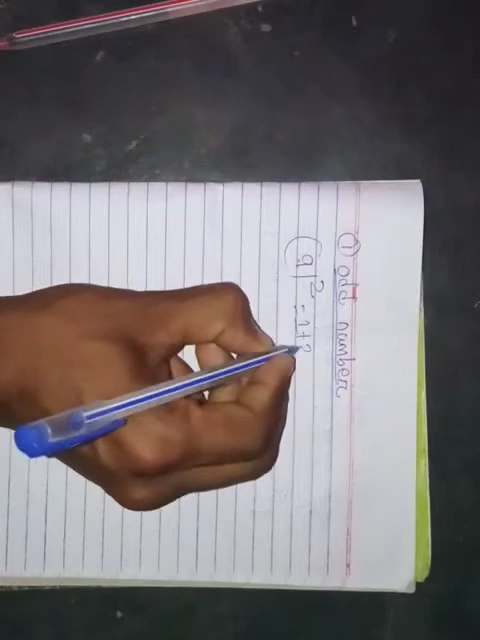 ① odd number
(9)² = 1+